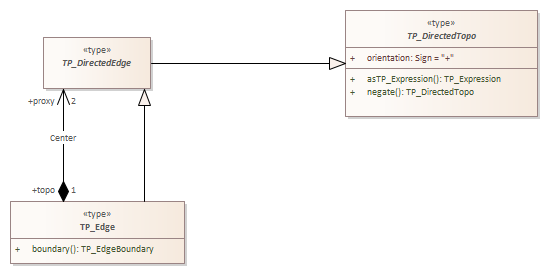 «type»
TP_DirectedTopo
+ orientation: Sign = "+"
+ asTP_Expression(): TP_Expression
+ negate(): TP_DirectedTopo
«type»
TP_DirectedEdge
+proxy 2
Center
+topo 1
«type»
TP_Edge
+ boundary(): TP_EdgeBoundary